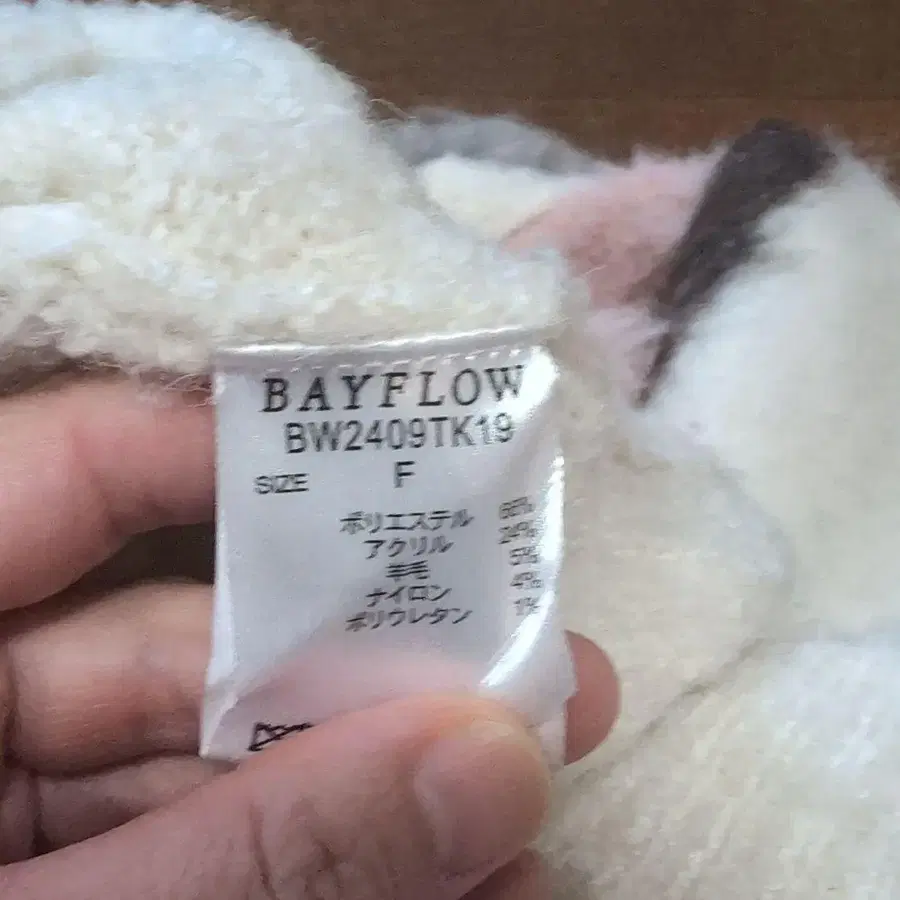 BAYFLOW
BW2409TK19
SIZE F
ポリエステル 66%
アクリル 24%
羊毛 5%
ナイロン 4%
ポリウレタン 1%